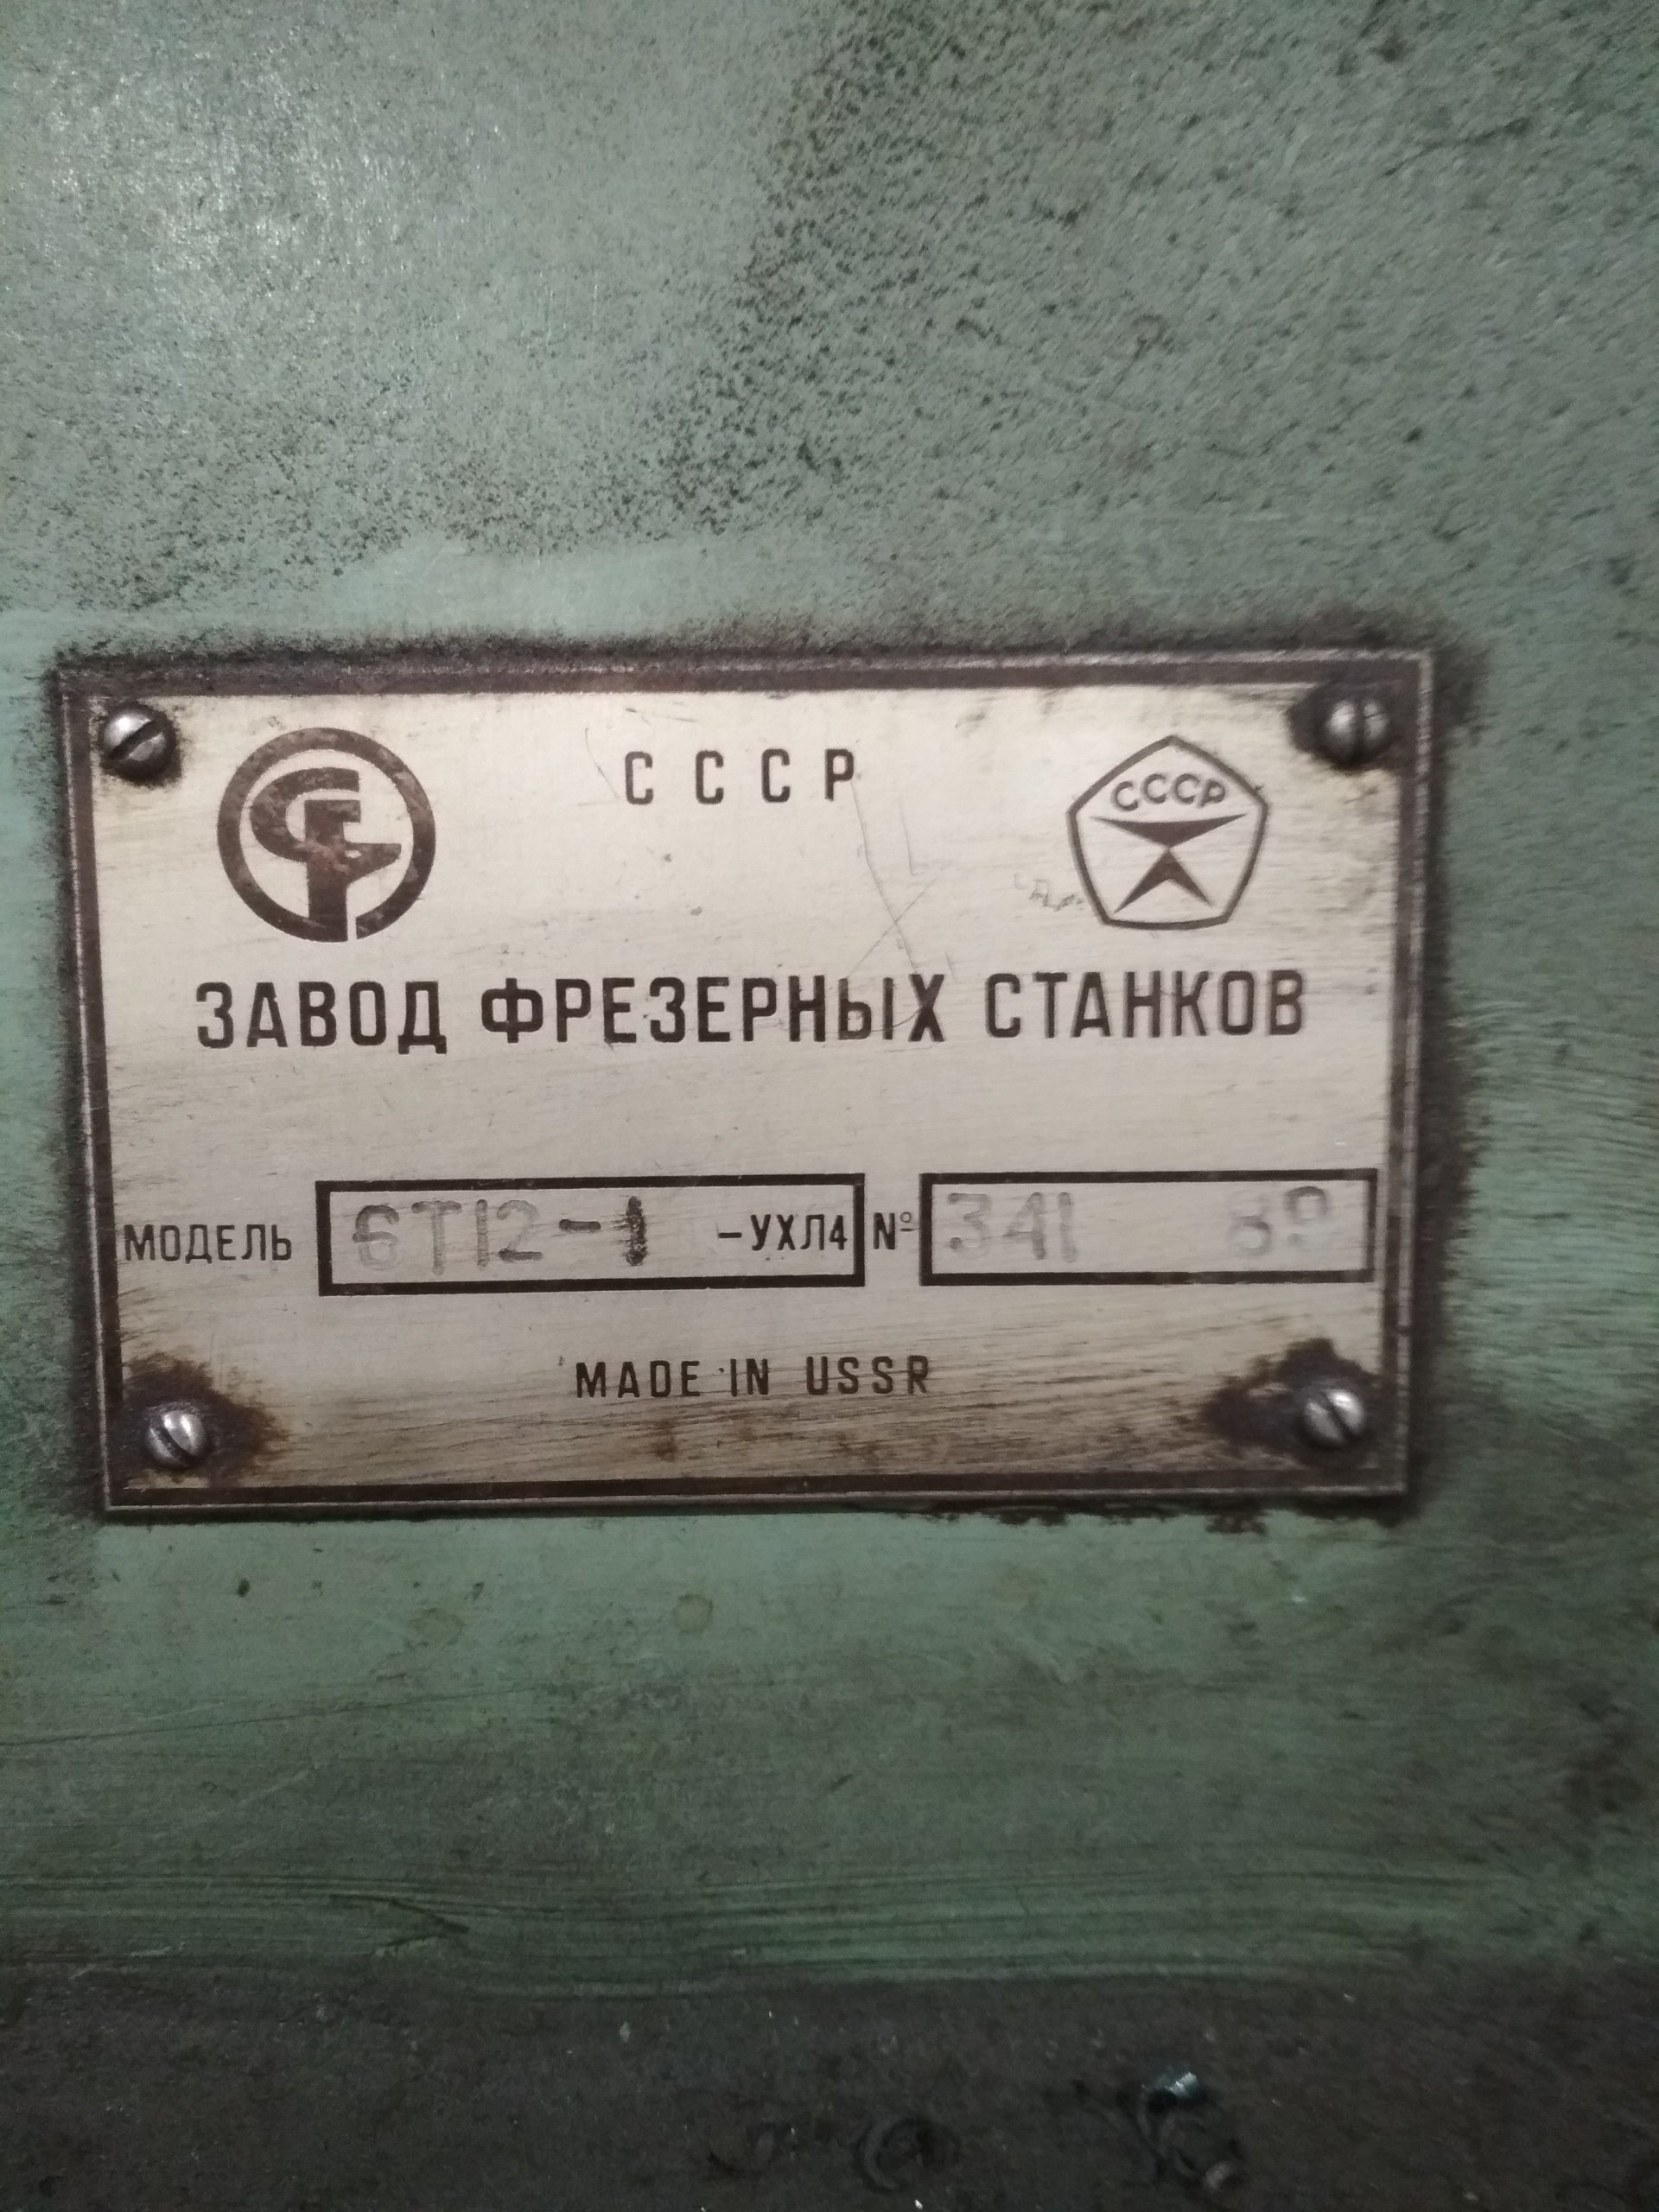 СССР
СССР
ЗАВОД ФРЕЗЕРНЫХ СТАНКОВ
МОДЕЛЬ 6Т12-1 -УХЛ4 № 341 89
MADE IN USSR